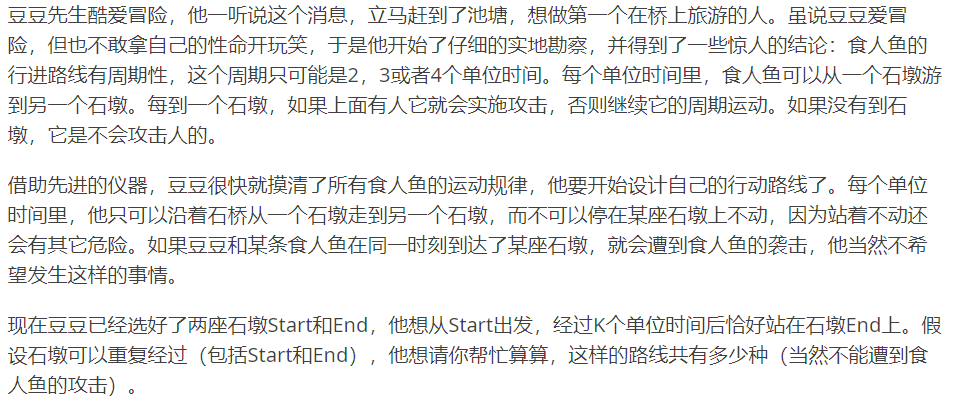 豆豆先生酷爱冒险，他一听说这个消息，立马赶到了池塘，想做第一个在桥上旅游的人。虽说豆豆爱冒
险，但也不敢拿自己的性命开玩笑，于是他开始了仔细的实地勘察，并得到了一些惊人的结论：食人鱼的
行进路线有周期性，这个周期只可能是2，3或者4个单位时间。每个单位时间里，食人鱼可以从一个石墩游
到另一个石墩。每到一个石墩，如果上面有人它就会实施攻击，否则继续它的周期运动。如果没有到石
墩，它是不会攻击人的。
借助先进的仪器，豆豆很快就摸清了所有食人鱼的运动规律，他要开始设计自己的行动路线了。每个单位
时间里，他只可以沿着石桥从一个石墩走到另一个石墩，而不可以停在某座石墩上不动，因为站着不动还
会有其它危险。如果豆豆和某条食人鱼在同一时刻到达了某座石墩，就会遭到食人鱼的袭击，他当然不希
望发生这样的事情。
现在豆豆已经选好了两座石墩Start和End，他想从Start出发，经过K个单位时间后恰好站在石墩End上。假
设石墩可以重复经过（包括Start和End），他想请你帮忙算算，这样的路线共有多少种（当然不能遭到食
人鱼的攻击）。